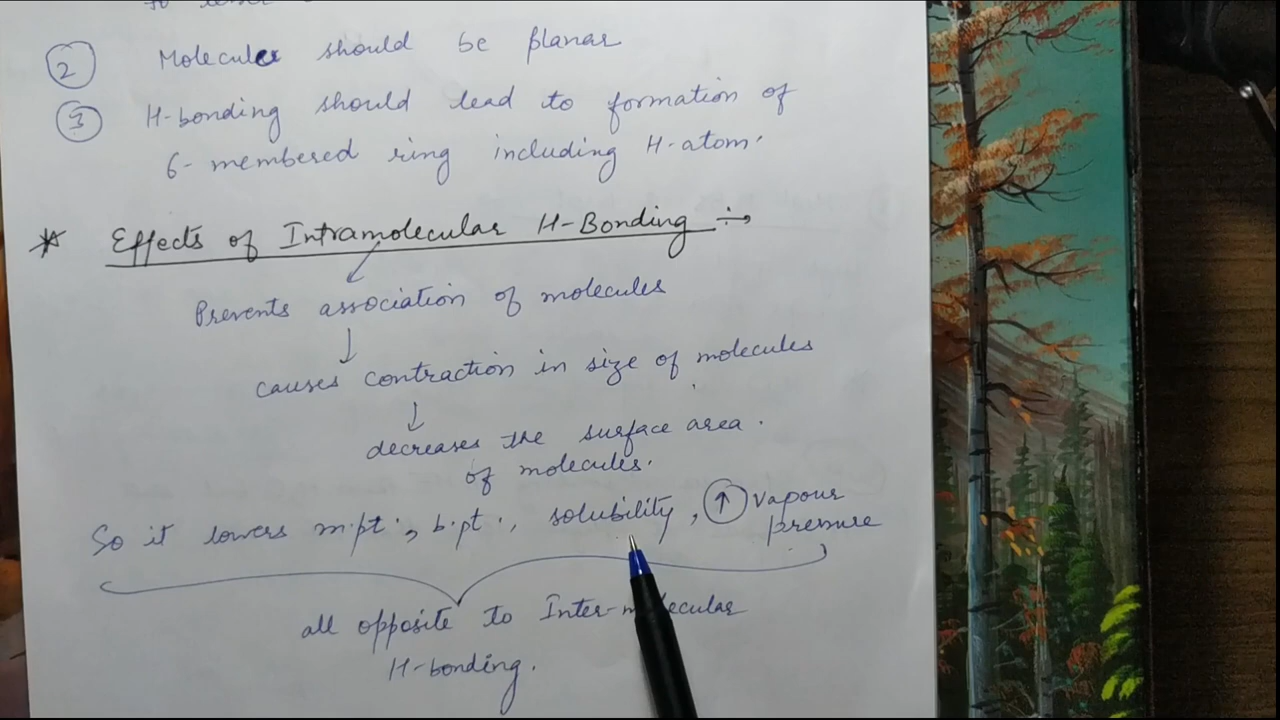 ② Molecule should be planar
③ H-bonding should lead to formation of
6-membered ring including H-atom.
* Effects of Intramolecular H-Bonding :→
Prevents association of molecules
↓
causes contraction in size of molecules
↓
decreases the surface area.
of molecules.
So it lowers m.pt., b.pt., solubility, ↑ Vapour
pressure
all opposite to Inter-molecular
H-bonding.